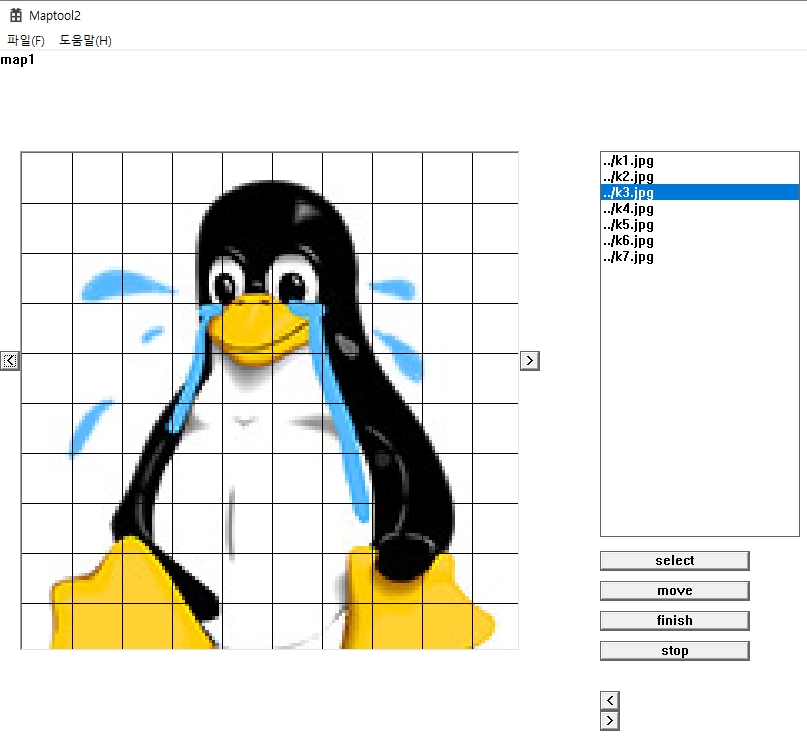 Maptool2
파일(F) 도움말(H)
map1
../k1.jpg
../k2.jpg
../k3.jpg
../k4.jpg
../k5.jpg
../k6.jpg
../k7.jpg
<
>
select
move
finish
stop
<
>